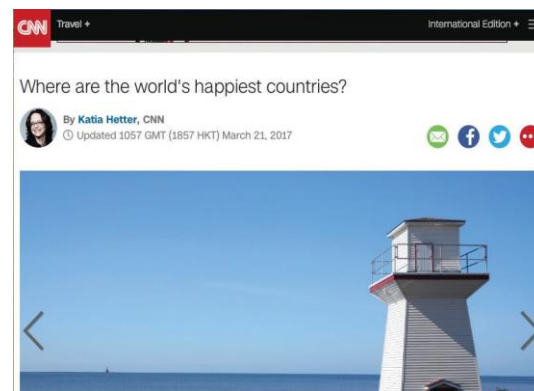 CNN Travel + International Edition +
Where are the world's happiest countries?
By Katia Hetter, CNN
Updated 1057 GMT (1857 HKT) March 21, 2017